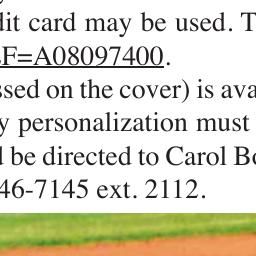 dit card may be used. T
F=A08097400.
ssed on the cover) is ava
y personalization must
d be directed to Carol Bo
46-7145 ext. 2112.